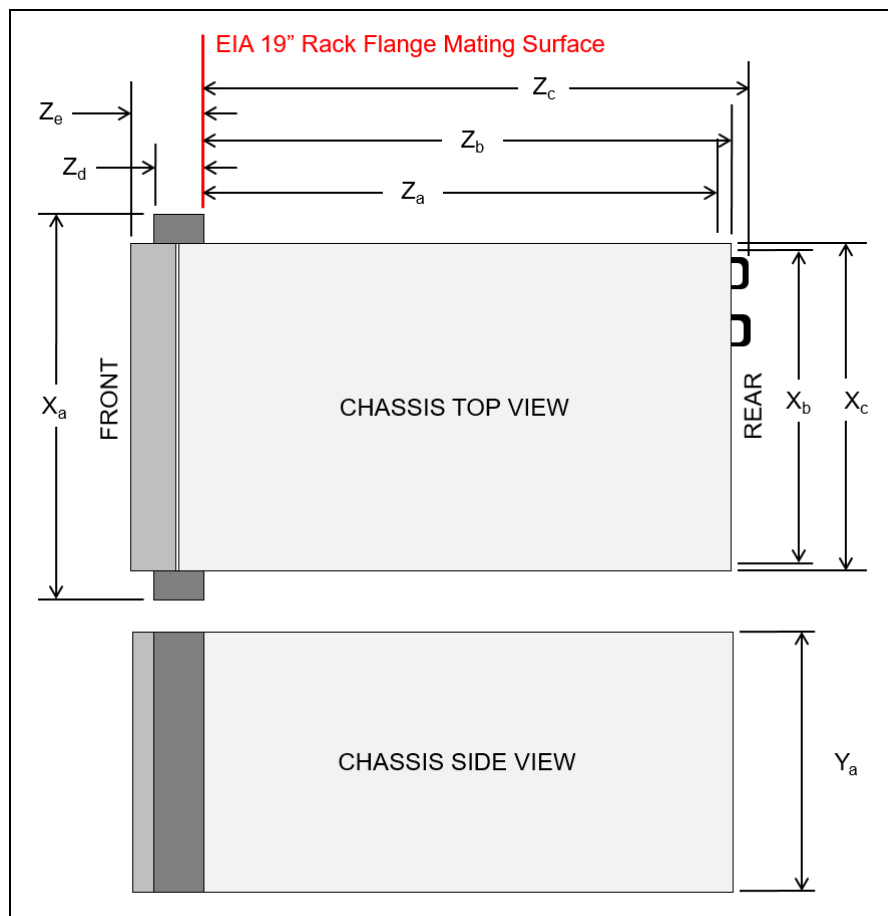 EIA 19” Rack Flange Mating Surface
Zc
Ze
Zb
Zd
Za
FRONT
Xa
CHASSIS TOP VIEW
REAR
Xb
Xc
CHASSIS SIDE VIEW
Ya